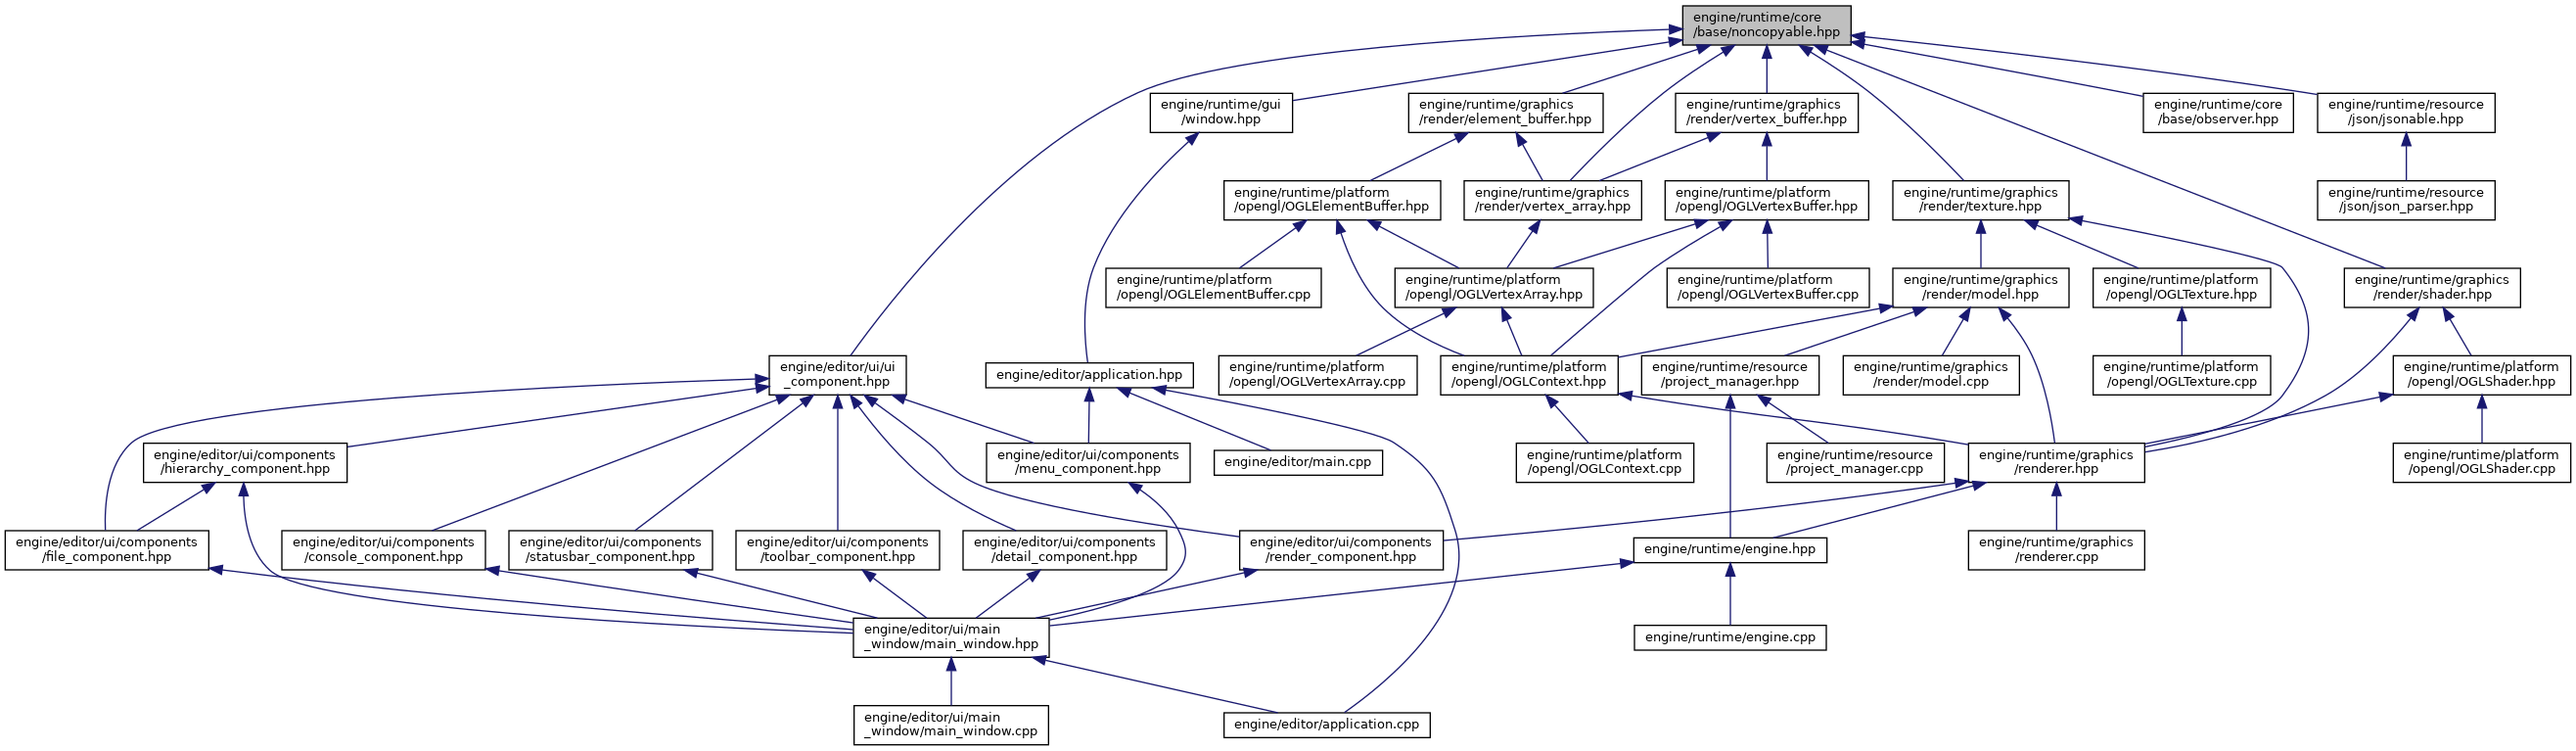 engine/runtime/core
/base/noncopyable.hpp
engine/runtime/gui
/window.hpp
engine/runtime/graphics
/render/element_buffer.hpp
engine/runtime/graphics
/render/vertex_buffer.hpp
engine/runtime/core
/base/observer.hpp
engine/runtime/resource
/json/jsonable.hpp
engine/runtime/platform
/opengl/OGLElementBuffer.hpp
engine/runtime/graphics
/render/vertex_array.hpp
engine/runtime/platform
/opengl/OGLVertexBuffer.hpp
engine/runtime/graphics
/render/texture.hpp
engine/runtime/resource
/json/json_parser.hpp
engine/runtime/platform
/opengl/OGLElementBuffer.cpp
engine/runtime/platform
/opengl/OGLVertexArray.hpp
engine/runtime/platform
/opengl/OGLVertexBuffer.cpp
engine/runtime/graphics
/render/model.hpp
engine/runtime/platform
/opengl/OGLTexture.hpp
engine/runtime/graphics
/render/shader.hpp
engine/editor/ui/ui
_component.hpp
engine/editor/application.hpp
engine/runtime/platform
/opengl/OGLVertexArray.cpp
engine/runtime/platform
/opengl/OGLContext.hpp
engine/runtime/resource
/project_manager.hpp
engine/runtime/graphics
/render/model.cpp
engine/runtime/platform
/opengl/OGLTexture.cpp
engine/runtime/platform
/opengl/OGLShader.hpp
engine/editor/ui/components
/hierarchy_component.hpp
engine/editor/ui/components
/menu_component.hpp
engine/editor/main.cpp
engine/runtime/platform
/opengl/OGLContext.cpp
engine/runtime/resource
/project_manager.cpp
engine/runtime/graphics
/renderer.hpp
engine/runtime/platform
/opengl/OGLShader.cpp
engine/editor/ui/components
/file_component.hpp
engine/editor/ui/components
/console_component.hpp
engine/editor/ui/components
/statusbar_component.hpp
engine/editor/ui/components
/toolbar_component.hpp
engine/editor/ui/components
/detail_component.hpp
engine/editor/ui/components
/render_component.hpp
engine/runtime/engine.hpp
engine/runtime/graphics
/renderer.cpp
engine/editor/ui/main
_window/main_window.hpp
engine/runtime/engine.cpp
engine/editor/ui/main
_window/main_window.cpp
engine/editor/application.cpp